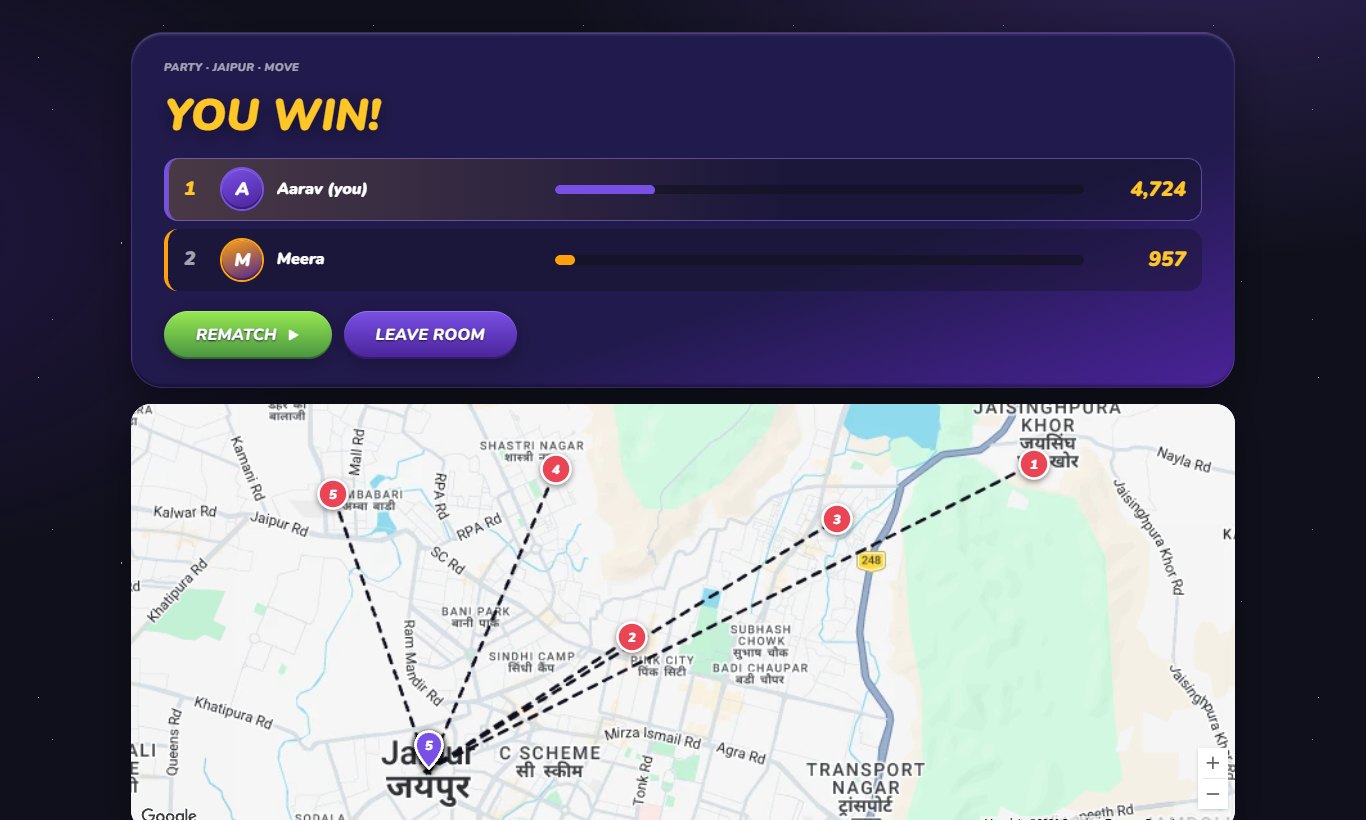 PARTY · JAIPUR · MOVE
YOU WIN!
1 A Aarav (you) 4,724
2 M Meera 957
REMATCH
LEAVE ROOM
बालाजी
JAISINGHPURA
KHOR
जयसिंघ
खोर
Nayla Rd
SHASTRI NAGAR
शास्त्री
Kamani Rd
Mall Rd
RPA Rd
4
1
5
3
2
Kalwar Rd
Jaipur Rd
RPA Rd
SC Rd
248
Jaisinghpura Khor Rd
Khatipura Rd
BANI PARK
बानी पार्क
SUBHASH
CHOWK
सुभाष चौक
SINDHI CAMP
सिंधी कैंप
PINK CITY
पिंक सिटी
BADI CHAUPAR
बडी चौपर
Ram Mandir Rd
Khatipura Rd
Queens Rd
Mirza Ismail Rd
Agra Rd
5
जयपुर
C SCHEME
सी स्कीम
Tonk Rd
TRANSPORT
NAGAR
ट्रांसपोर्ट
+
−
Google
SODALA